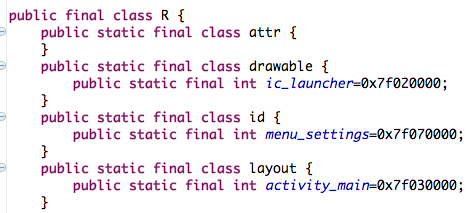 public final class R {
    public static final class attr {
    }
    public static final class drawable {
        public static final int ic_launcher=0x7f020000;
    }
    public static final class id {
        public static final int menu_settings=0x7f070000;
    }
    public static final class layout {
        public static final int activity_main=0x7f030000;
    }